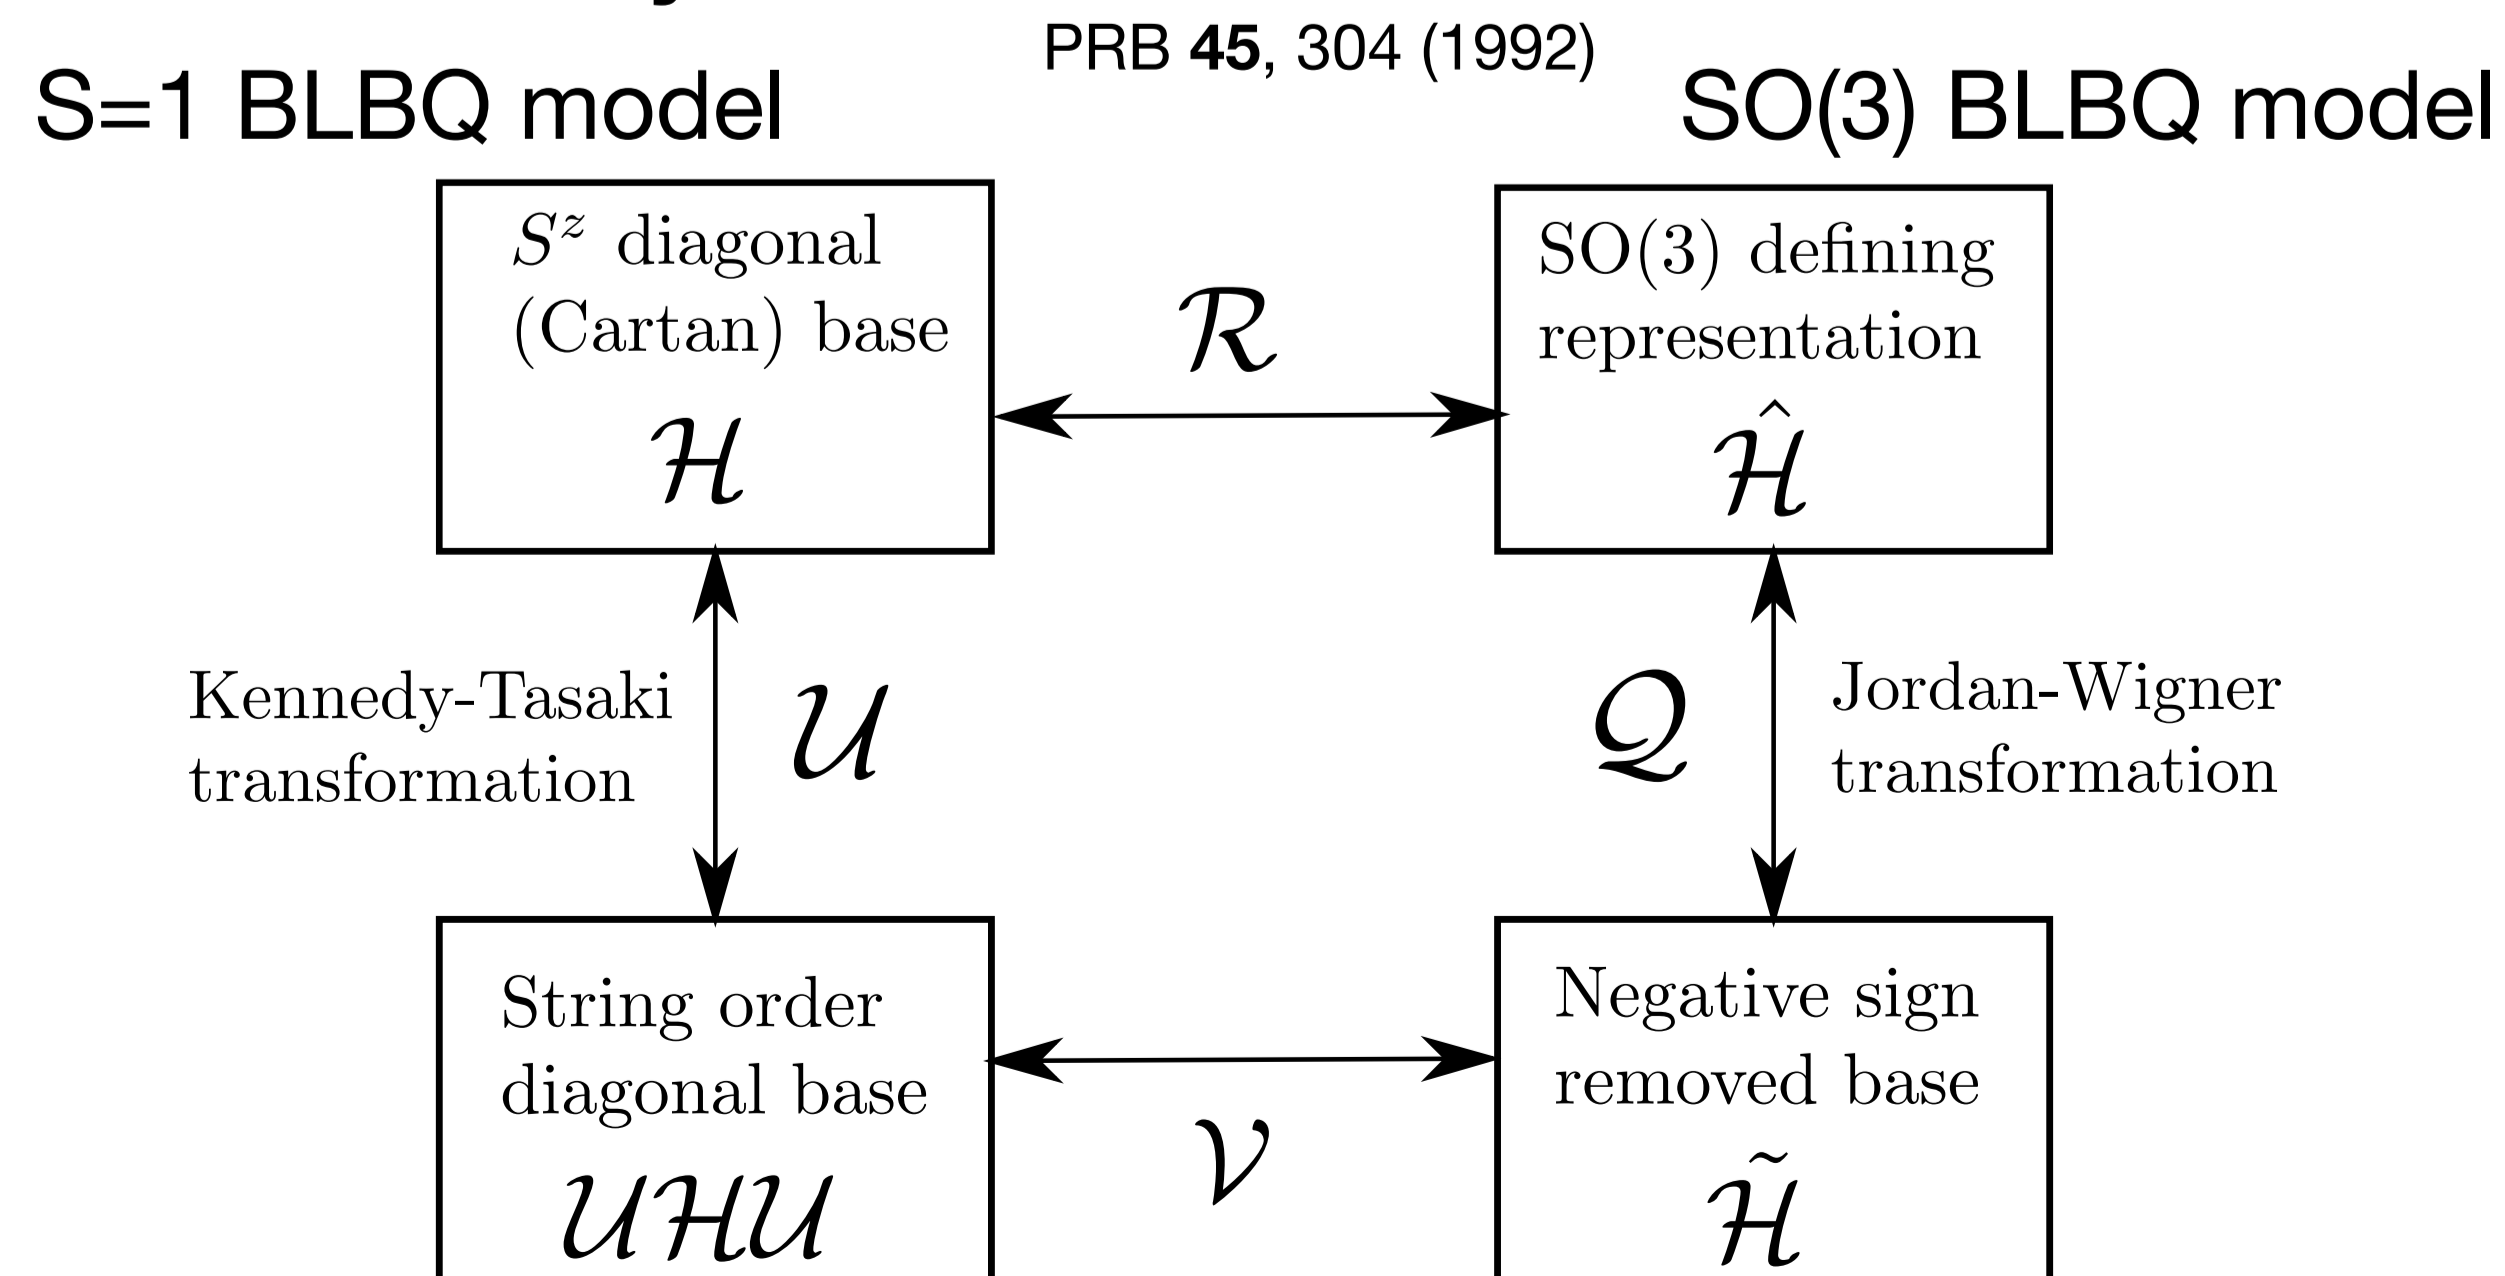 PRB 45, 304 (1992)
S=1 BLBQ model
SO(3) BLBQ model
S^z diagonal
(Cartan) base
ℋ
ℛ
SO(3) defining
representation
ℋ̂
Kennedy-Tasaki
transformation
𝒰
𝒬
Jordan-Wigner
transformation
String order
diagonal base
𝒰ℋ𝒰
𝒱
Negative sign
removed base
ℋ̃